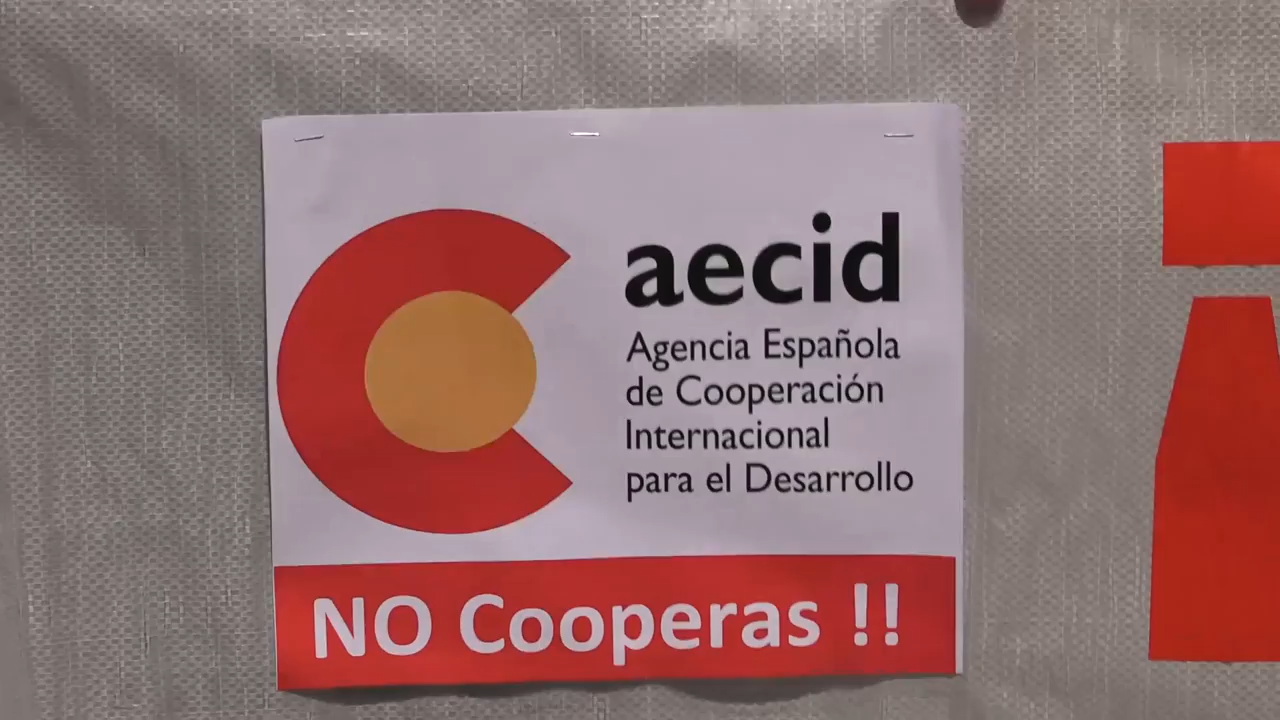 aecid
Agencia Española
de Cooperación
Internacional
para el Desarrollo
NO Cooperas !!
¡